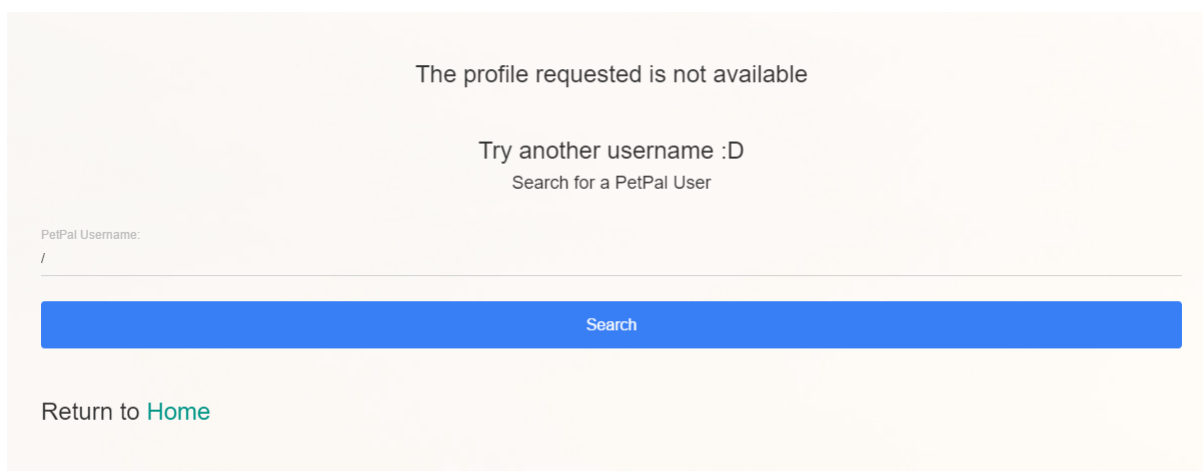 The profile requested is not available
Try another username :D
Search for a PetPal User
PetPal Username:
/
Search
Return to Home